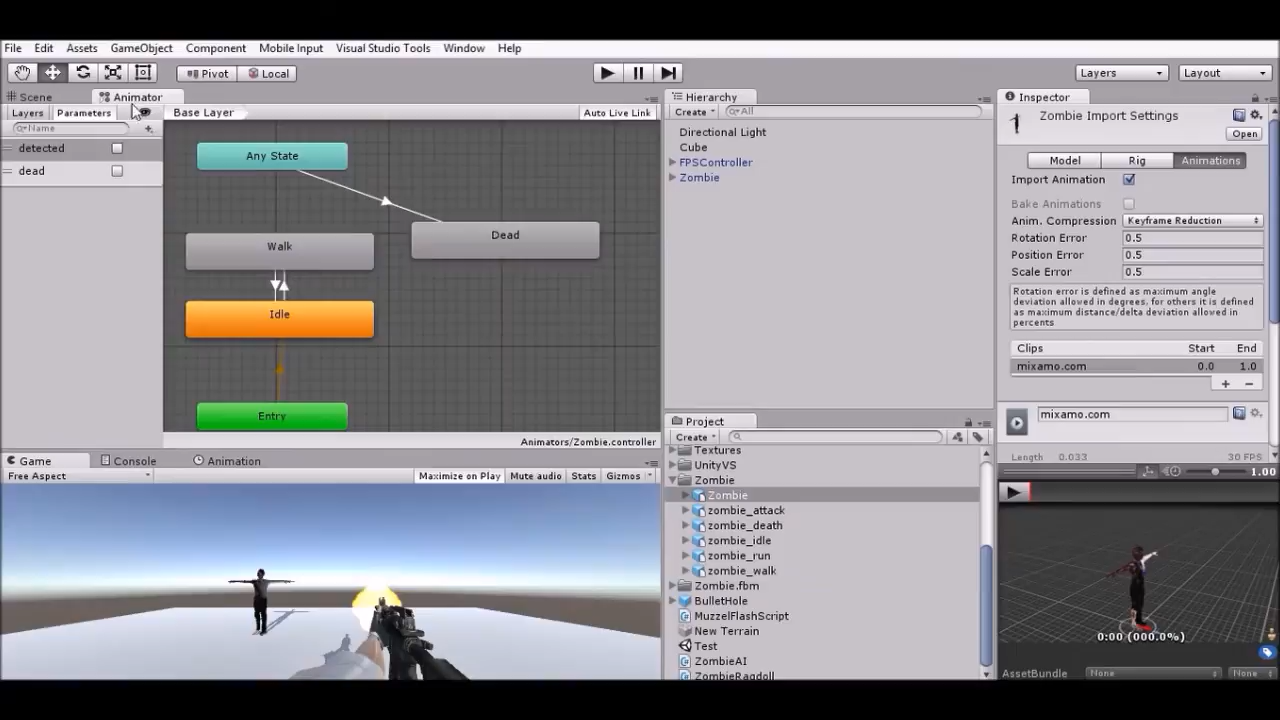 File Edit Assets GameObject Component Mobile Input Visual Studio Tools Window Help
Pivot Local Layers Layout
Scene Animator
Layers Parameters Base Layer Auto Live Link
Name
detected
dead
Any State
Dead
Walk
Idle
Entry
Animators/Zombie.controller
Hierarchy
Create All
Directional Light
Cube
FPSController
Zombie
Inspector
Zombie Import Settings
Open
Model Rig Animations
Import Animation
Bake Animations
Anim. Compression Keyframe Reduction
Rotation Error 0.5
Position Error 0.5
Scale Error 0.5
Rotation error is defined as maximum angle
deviation allowed in degrees, for others it is defined
as maximum distance/delta deviation allowed in
percents
Clips Start End
mixamo.com 0.0 1.0
mixamo.com
Length 0.033 30 FPS
1.00
0:00 (000.0%)
AssetBundle None None
Game Console Animation
Free Aspect Maximize on Play Mute audio Stats Gizmos
Project
Create
Textures
UnityVS
Zombie
Zombie
zombie_attack
zombie_death
zombie_idle
zombie_run
zombie_walk
Zombie.fbm
BulletHole
MuzzelFlashScript
New Terrain
Test
ZombieAI
ZombieRagdoll